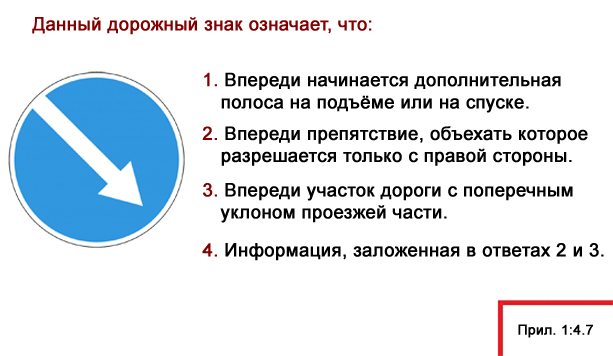 Данный дорожный знак означает, что:
1. Впереди начинается дополнительная
полоса на подъёме или на спуске.
2. Впереди препятствие, объехать которое
разрешается только с правой стороны.
3. Впереди участок дороги с поперечным
уклоном проезжей части.
4. Информация, заложенная в ответах 2 и 3.
Прил. 1:4.7